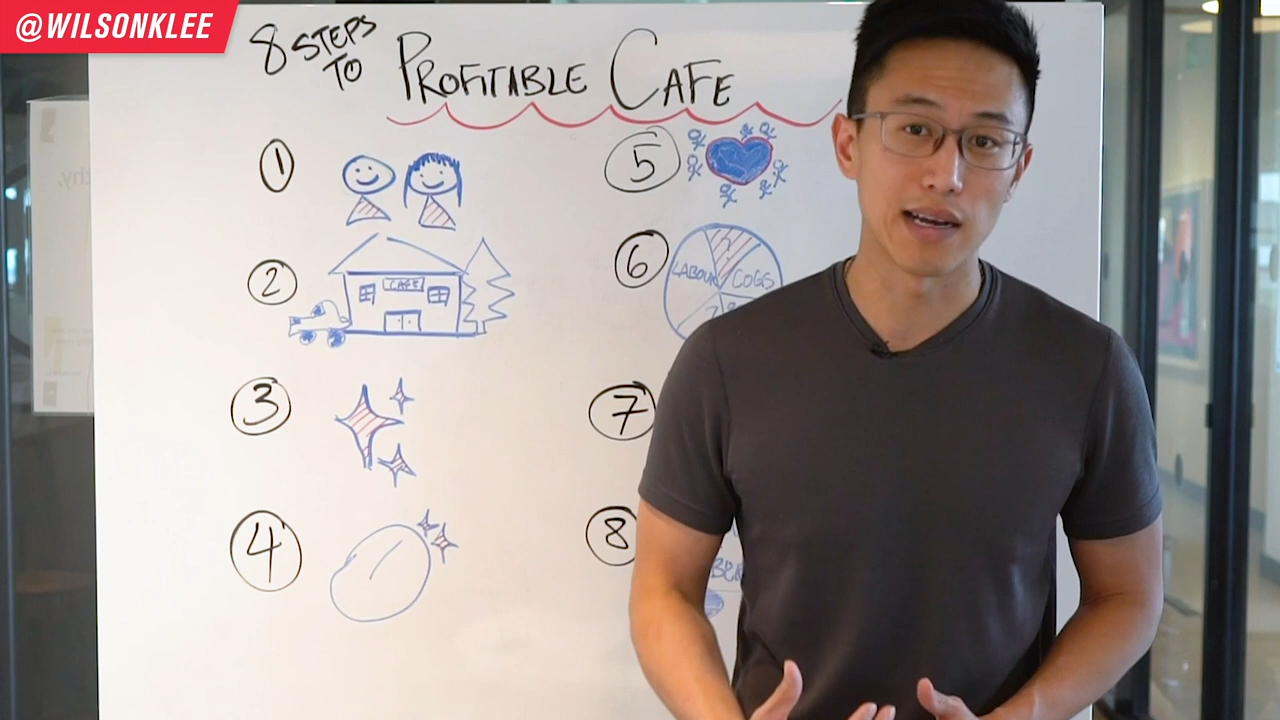 @WILSONKLEE
8 STEPS TO
PROFITABLE CAFE
1
2
CAFE
3
4
5
6
LABOUR
COGS
7
8